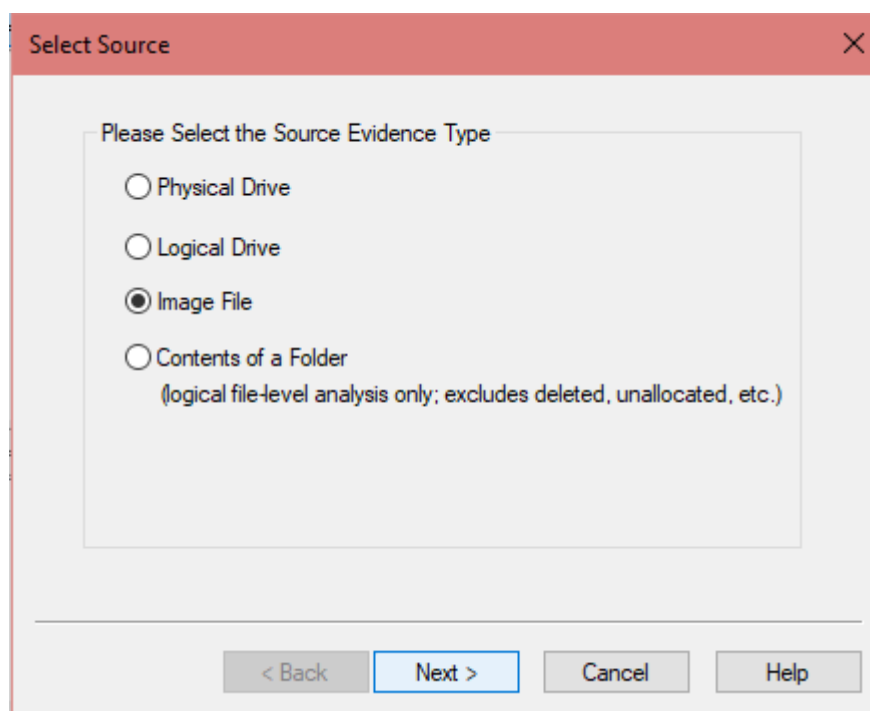 Select Source
Please Select the Source Evidence Type
Physical Drive
Logical Drive
Image File
Contents of a Folder
(logical file-level analysis only; excludes deleted, unallocated, etc.)
< Back Next > Cancel Help